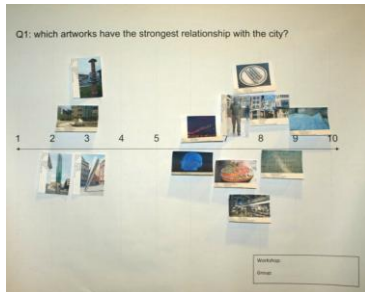 Q1: which artworks have the strongest relationship with the city?
1 2 3 4 5 7 8 9 10
Workshop:
Group: